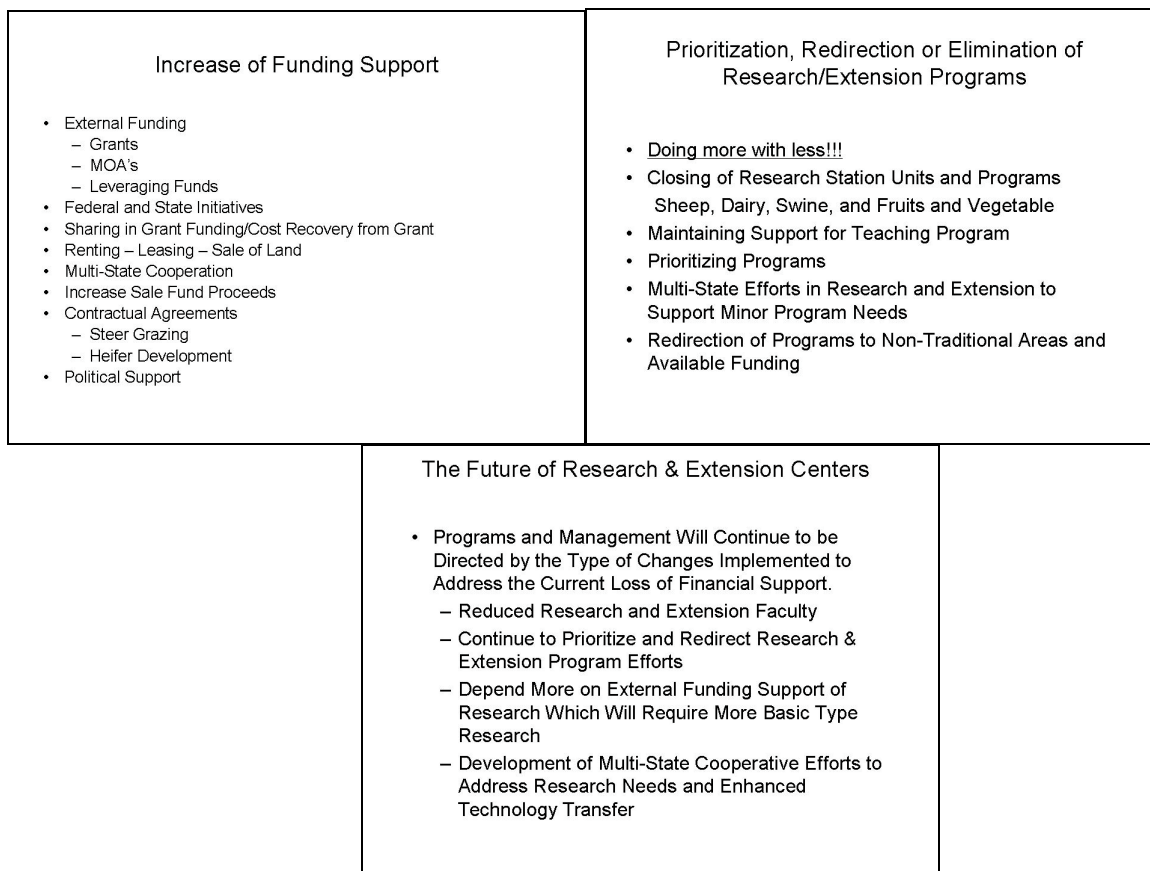 Increase of Funding Support
• External Funding
– Grants
– MOA's
– Leveraging Funds
• Federal and State Initiatives
• Sharing in Grant Funding/Cost Recovery from Grant
• Renting – Leasing – Sale of Land
• Multi-State Cooperation
• Increase Sale Fund Proceeds
• Contractual Agreements
– Steer Grazing
– Heifer Development
• Political Support
Prioritization, Redirection or Elimination of
Research/Extension Programs
• Doing more with less!!!
• Closing of Research Station Units and Programs
Sheep, Dairy, Swine, and Fruits and Vegetable
• Maintaining Support for Teaching Program
• Prioritizing Programs
• Multi-State Efforts in Research and Extension to
Support Minor Program Needs
• Redirection of Programs to Non-Traditional Areas and
Available Funding
The Future of Research & Extension Centers
• Programs and Management Will Continue to be
Directed by the Type of Changes Implemented to
Address the Current Loss of Financial Support.
– Reduced Research and Extension Faculty
– Continue to Prioritize and Redirect Research &
Extension Program Efforts
– Depend More on External Funding Support of
Research Which Will Require More Basic Type
Research
– Development of Multi-State Cooperative Efforts to
Address Research Needs and Enhanced
Technology Transfer